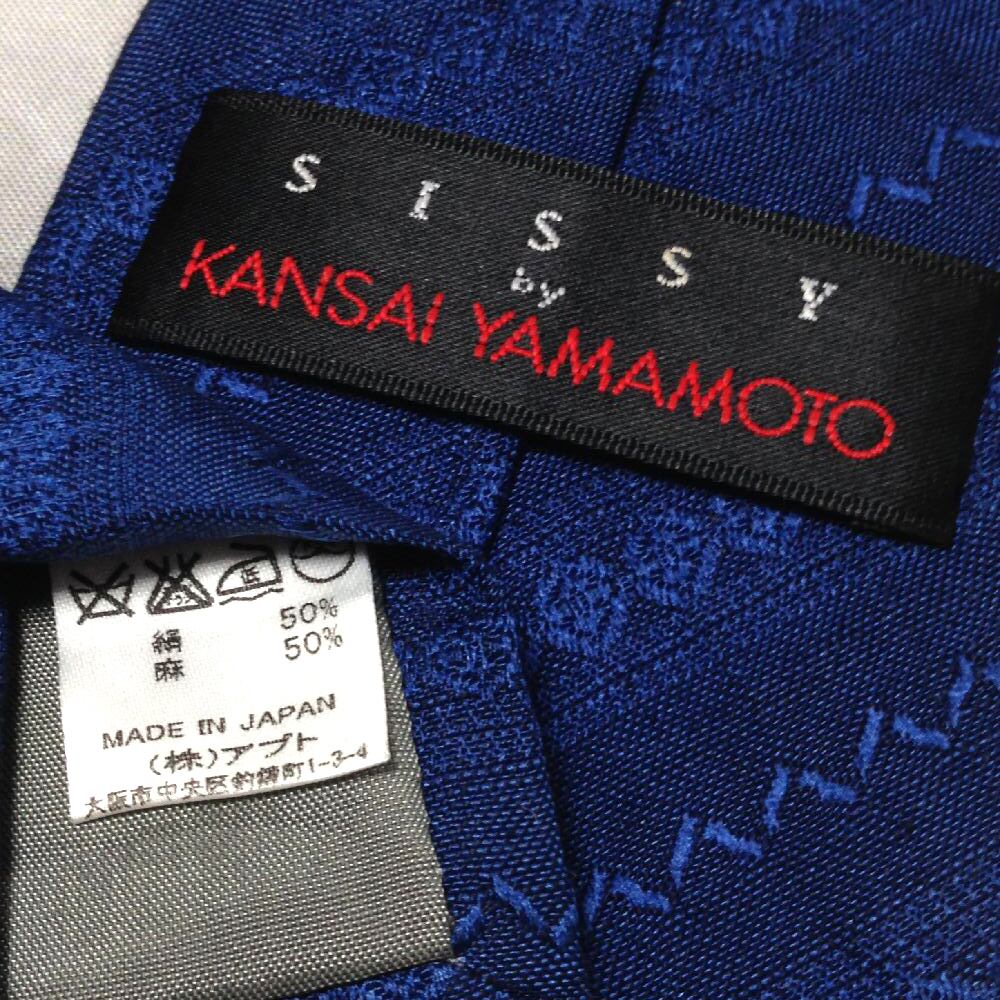 SISSY
by
KANSAI YAMAMOTO
絹 50%
麻 50%
MADE IN JAPAN
(株)アプト
大阪市中央区釣鐘町1-3-4